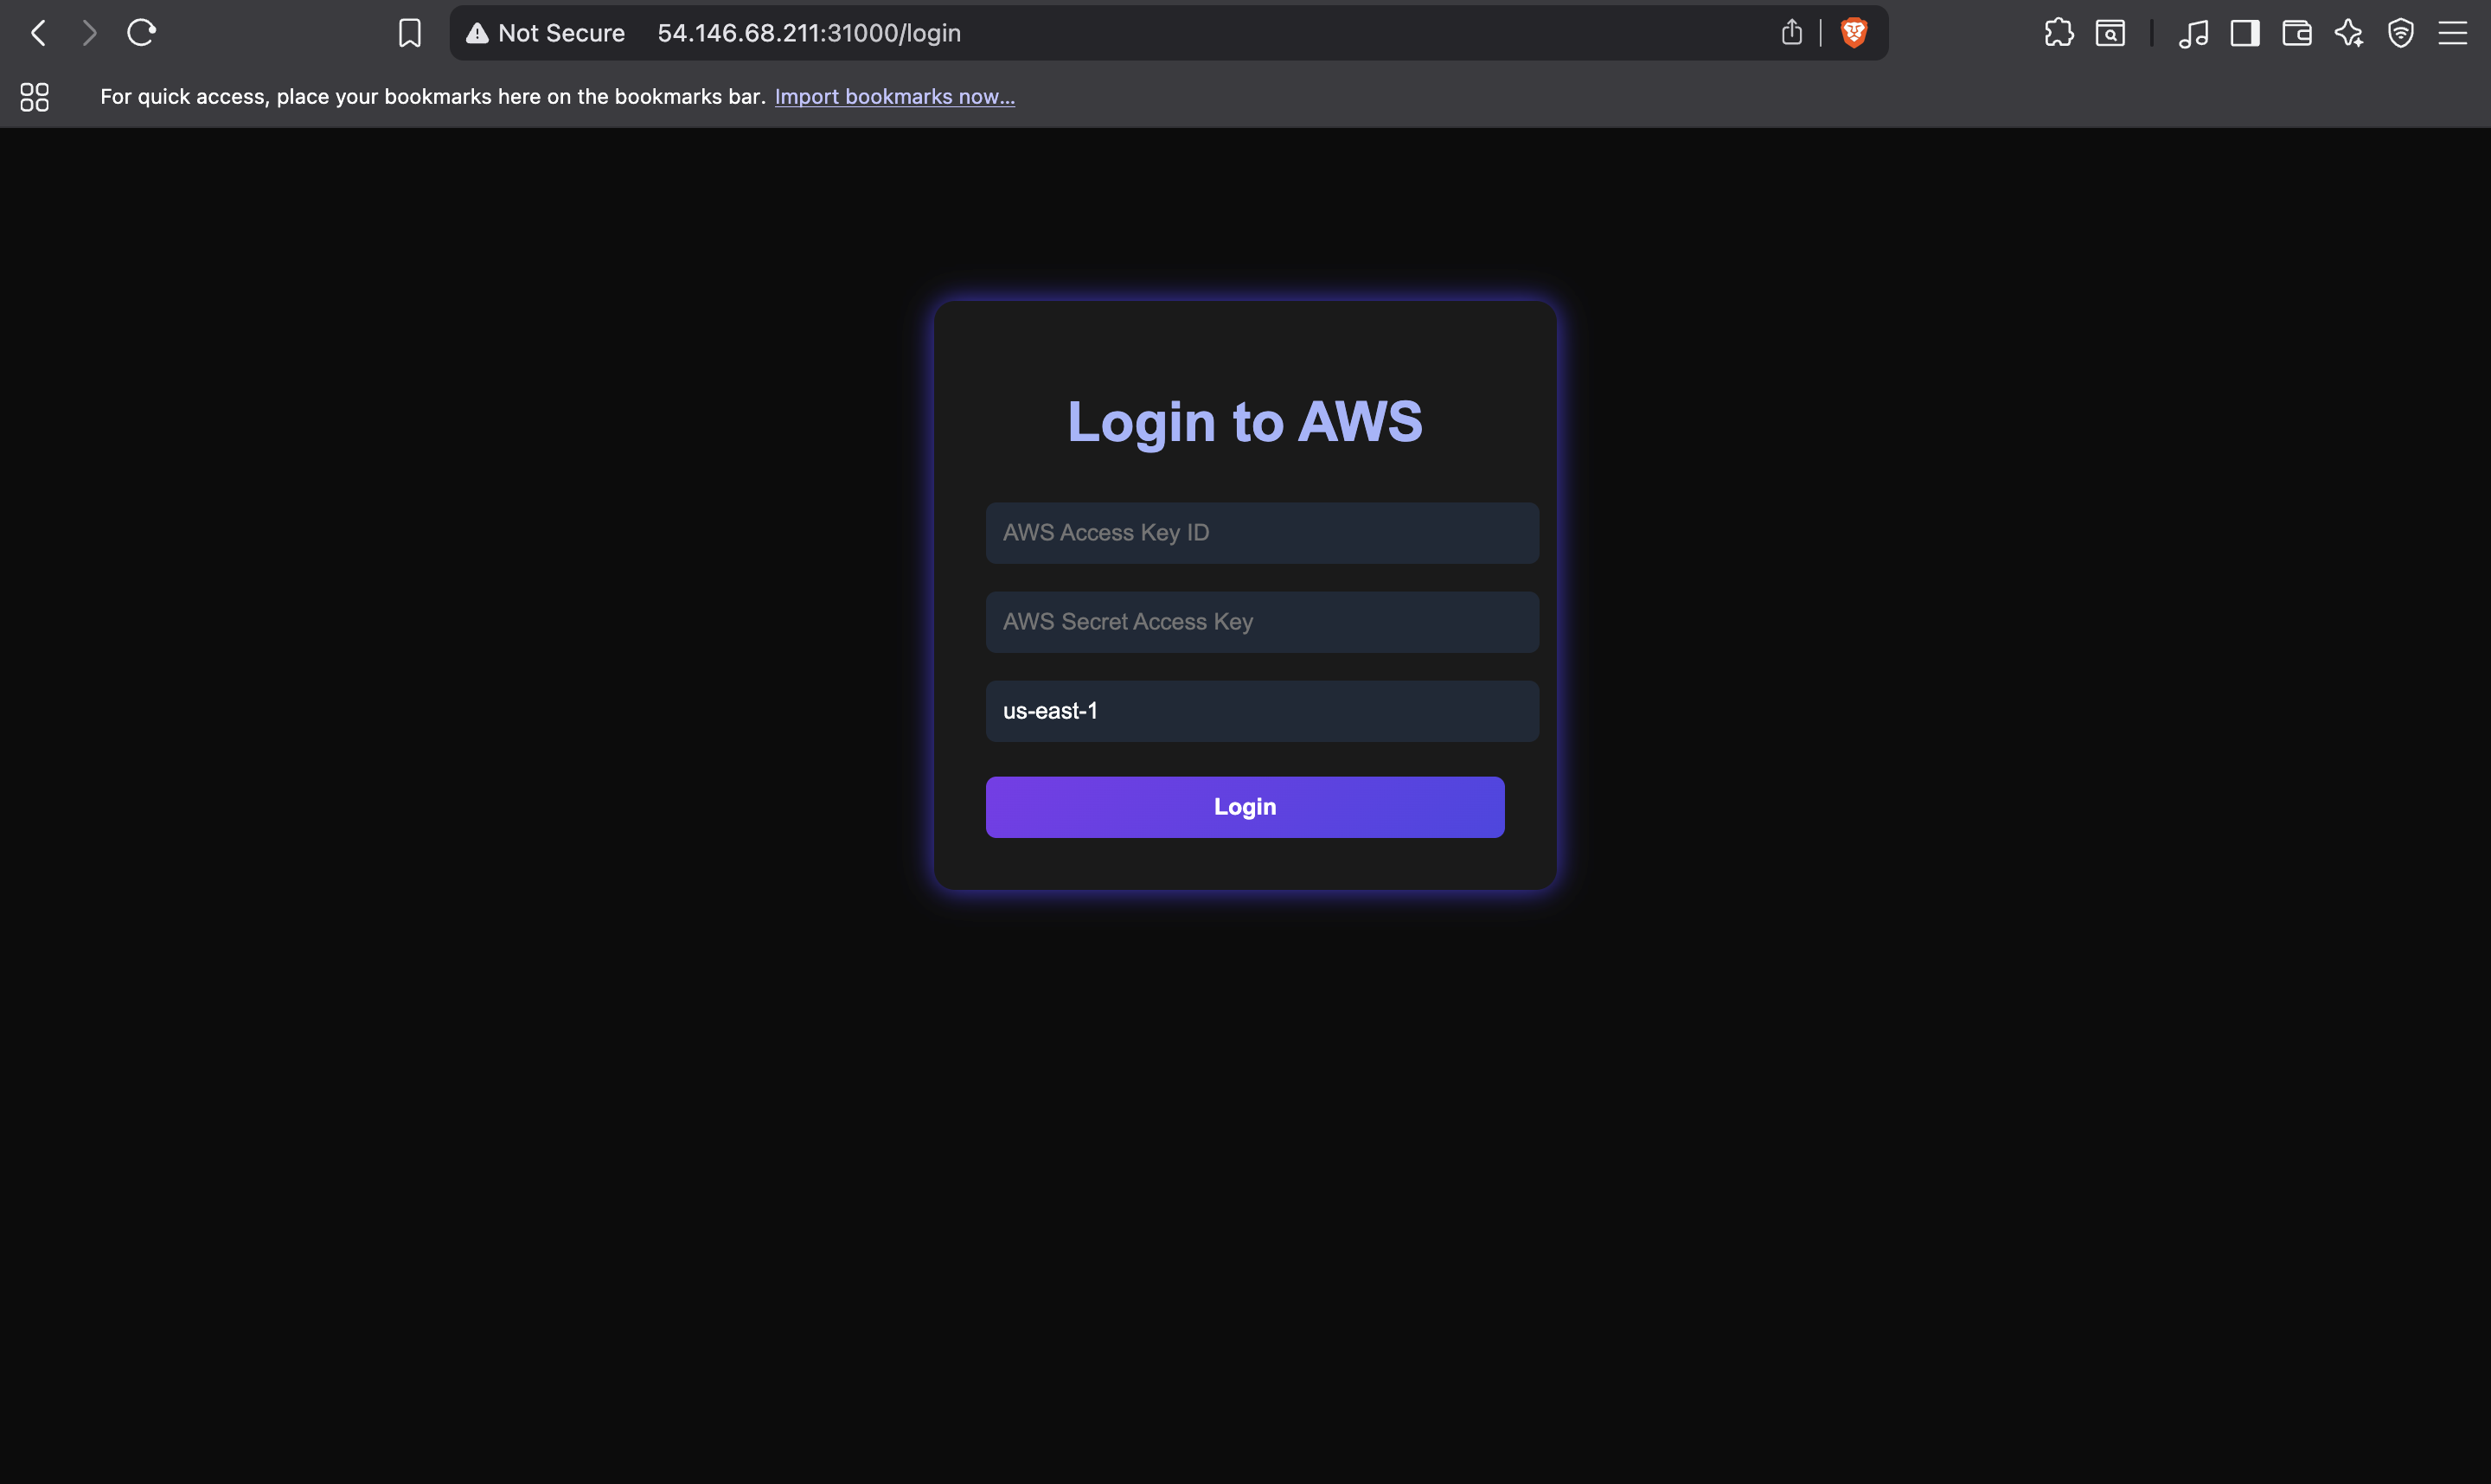 Not Secure 54.146.68.211:31000/login
For quick access, place your bookmarks here on the bookmarks bar. Import bookmarks now...
Login to AWS
AWS Access Key ID
AWS Secret Access Key
us-east-1
Login